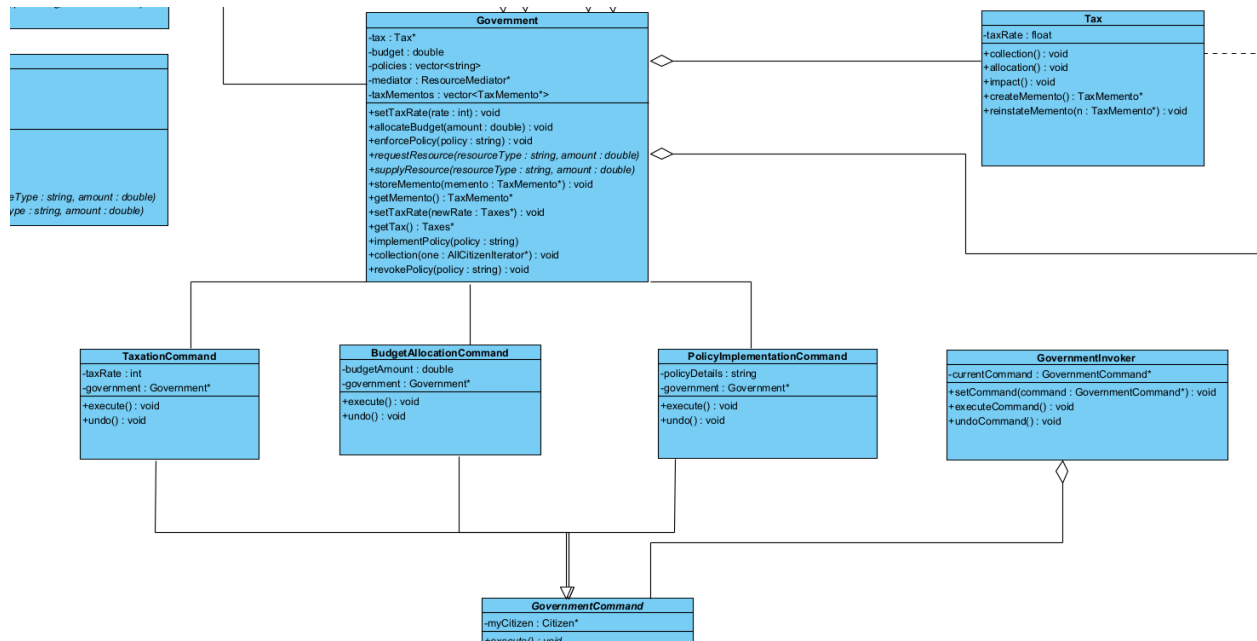 Government
-tax : Tax*
-budget : double
-policies : vector<string>
-mediator : ResourceMediator*
-taxMementos : vector<TaxMemento*>
+setTaxRate(rate : int) : void
+allocateBudget(amount : double) : void
+enforcePolicy(policy : string) : void
+requestResource(resourceType : string, amount : double)
+supplyResource(resourceType : string, amount : double)
+storeMemento(memento : TaxMemento*) : void
+getMemento() : TaxMemento*
+setTaxRate(newRate : Taxes*) : void
+getTax() : Taxes*
+implementPolicy(policy : string)
+collection(one : AllCitizenIterator*) : void
+revokePolicy(policy : string) : void
Tax
-taxRate : float
+collection() : void
+allocation() : void
+impact() : void
+createMemento() : TaxMemento*
+reinstateMemento(n : TaxMemento*) : void
eType : string, amount : double)
ype : string, amount : double)
TaxationCommand
-taxRate : int
-government : Government*
+execute() : void
+undo() : void
BudgetAllocationCommand
-budgetAmount : double
-government : Government*
+execute() : void
+undo() : void
PolicyImplementationCommand
-policyDetails : string
-government : Government*
+execute() : void
+undo() : void
GovernmentInvoker
-currentCommand : GovernmentCommand*
+setCommand(command : GovernmentCommand*) : void
+executeCommand() : void
+undoCommand() : void
GovernmentCommand
-myCitizen : Citizen*
+execute() : void